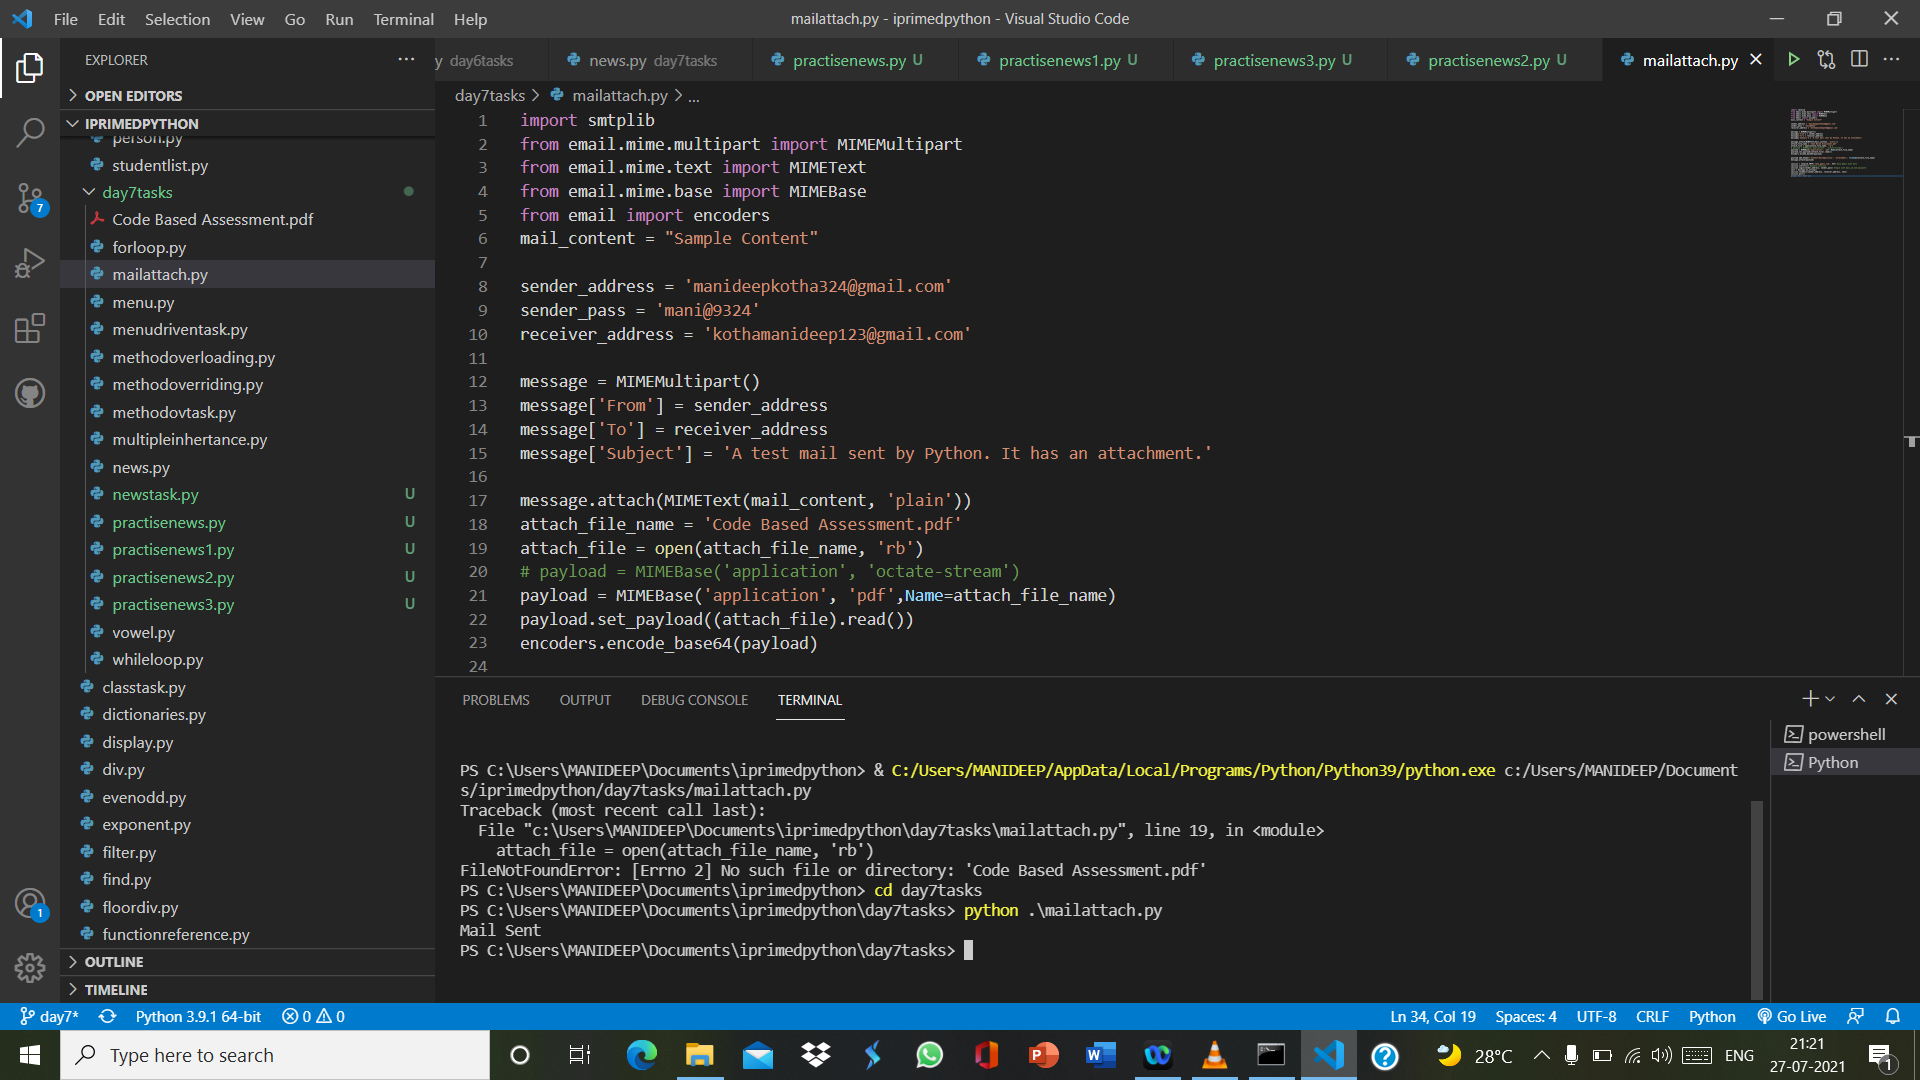 File Edit Selection View Go Run Terminal Help
mailattach.py - iprimedpython - Visual Studio Code
EXPLORER
OPEN EDITORS
IPRIMEDPYTHON
person.py
studentlist.py
day7tasks
Code Based Assessment.pdf
forloop.py
mailattach.py
menu.py
menudriventask.py
methodoverloading.py
methodoverriding.py
methodovtask.py
multipleinhertance.py
news.py
newstask.py U
practisenews.py U
practisenews1.py U
practisenews2.py U
practisenews3.py U
vowel.py
whileloop.py
classtask.py
dictionaries.py
display.py
div.py
evenodd.py
exponent.py
filter.py
find.py
floordiv.py
functionreference.py
OUTLINE
TIMELINE
7
1
y day6tasks news.py day7tasks practisenews.py U practisenews1.py U practisenews3.py U practisenews2.py U mailattach.py
day7tasks > mailattach.py > ...
1 import smtplib
2 from email.mime.multipart import MIMEMultipart
3 from email.mime.text import MIMEText
4 from email.mime.base import MIMEBase
5 from email import encoders
6 mail_content = "Sample Content"
7
8 sender_address = 'manideepkotha324@gmail.com'
9 sender_pass = 'mani@9324'
10 receiver_address = 'kothamanideep123@gmail.com'
11
12 message = MIMEMultipart()
13 message['From'] = sender_address
14 message['To'] = receiver_address
15 message['Subject'] = 'A test mail sent by Python. It has an attachment.'
16
17 message.attach(MIMEText(mail_content, 'plain'))
18 attach_file_name = 'Code Based Assessment.pdf'
19 attach_file = open(attach_file_name, 'rb')
20 # payload = MIMEBase('application', 'octate-stream')
21 payload = MIMEBase('application', 'pdf',Name=attach_file_name)
22 payload.set_payload((attach_file).read())
23 encoders.encode_base64(payload)
24
PROBLEMS OUTPUT DEBUG CONSOLE TERMINAL
PS C:\Users\MANIDEEP\Documents\iprimedpython> & C:/Users/MANIDEEP/AppData/Local/Programs/Python/Python39/python.exe c:/Users/MANIDEEP/Document
s/iprimedpython/day7tasks/mailattach.py
Traceback (most recent call last):
File "c:\Users\MANIDEEP\Documents\iprimedpython\day7tasks\mailattach.py", line 19, in <module>
attach_file = open(attach_file_name, 'rb')
FileNotFoundError: [Errno 2] No such file or directory: 'Code Based Assessment.pdf'
PS C:\Users\MANIDEEP\Documents\iprimedpython> cd day7tasks
PS C:\Users\MANIDEEP\Documents\iprimedpython\day7tasks> python .\mailattach.py
Mail Sent
PS C:\Users\MANIDEEP\Documents\iprimedpython\day7tasks>
powershell
Python
day7* Python 3.9.1 64-bit 0 0 Ln 34, Col 19 Spaces: 4 UTF-8 CRLF Python Go Live
Type here to search
28°C ENG
21:21
27-07-2021
1